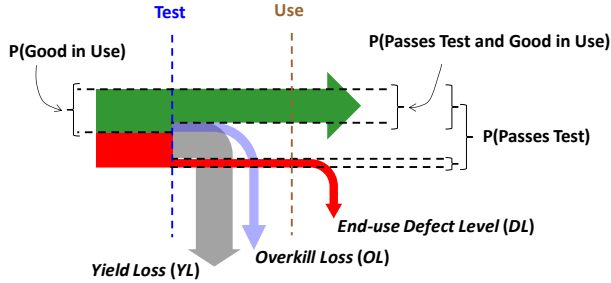 Test
Use
P(Good in Use)
P(Passes Test and Good in Use)
P(Passes Test)
End-use Defect Level (DL)
Overkill Loss (OL)
Yield Loss (YL)